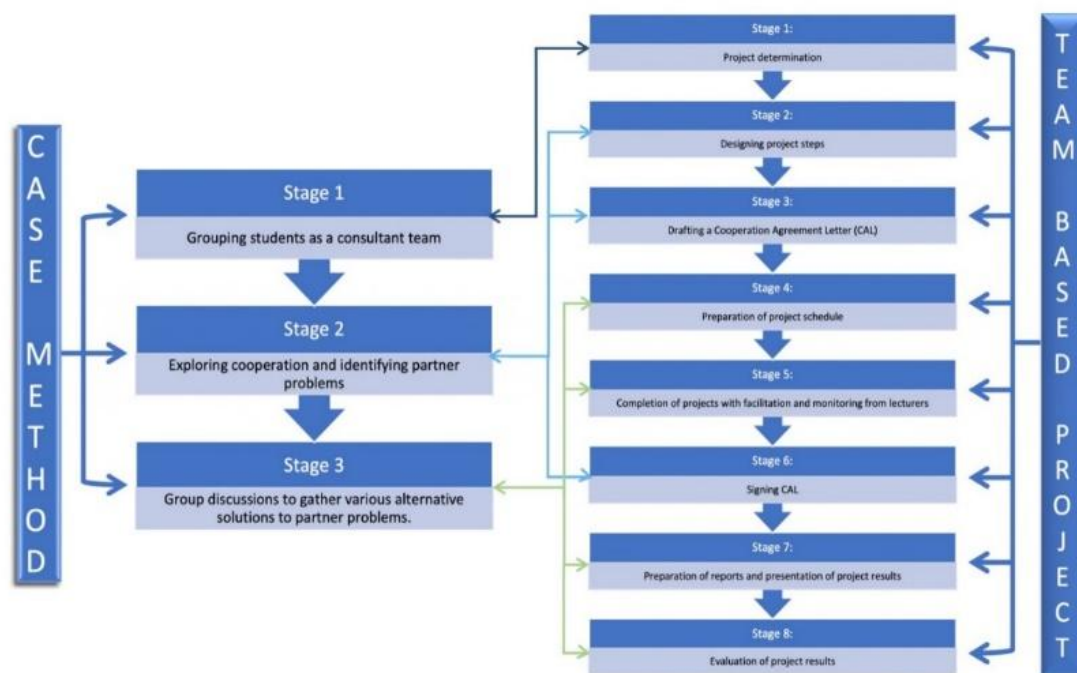 CASE METHOD
Stage 1
Grouping students as a consultant team
Stage 2
Exploring cooperation and identifying partner
problems
Stage 3
Group discussions to gather various alternative
solutions to partner problems.
Stage 1:
Project determination
Stage 2:
Designing project steps
Stage 3:
Drafting a Cooperation Agreement Letter (CAL)
Stage 4:
Preparation of project schedule
Stage 5:
Completion of projects with facilitation and monitoring from lecturers
Stage 6:
Signing CAL
Stage 7:
Preparation of reports and presentation of project results
Stage 8:
Evaluation of project results
TEAM BASED PROJECT